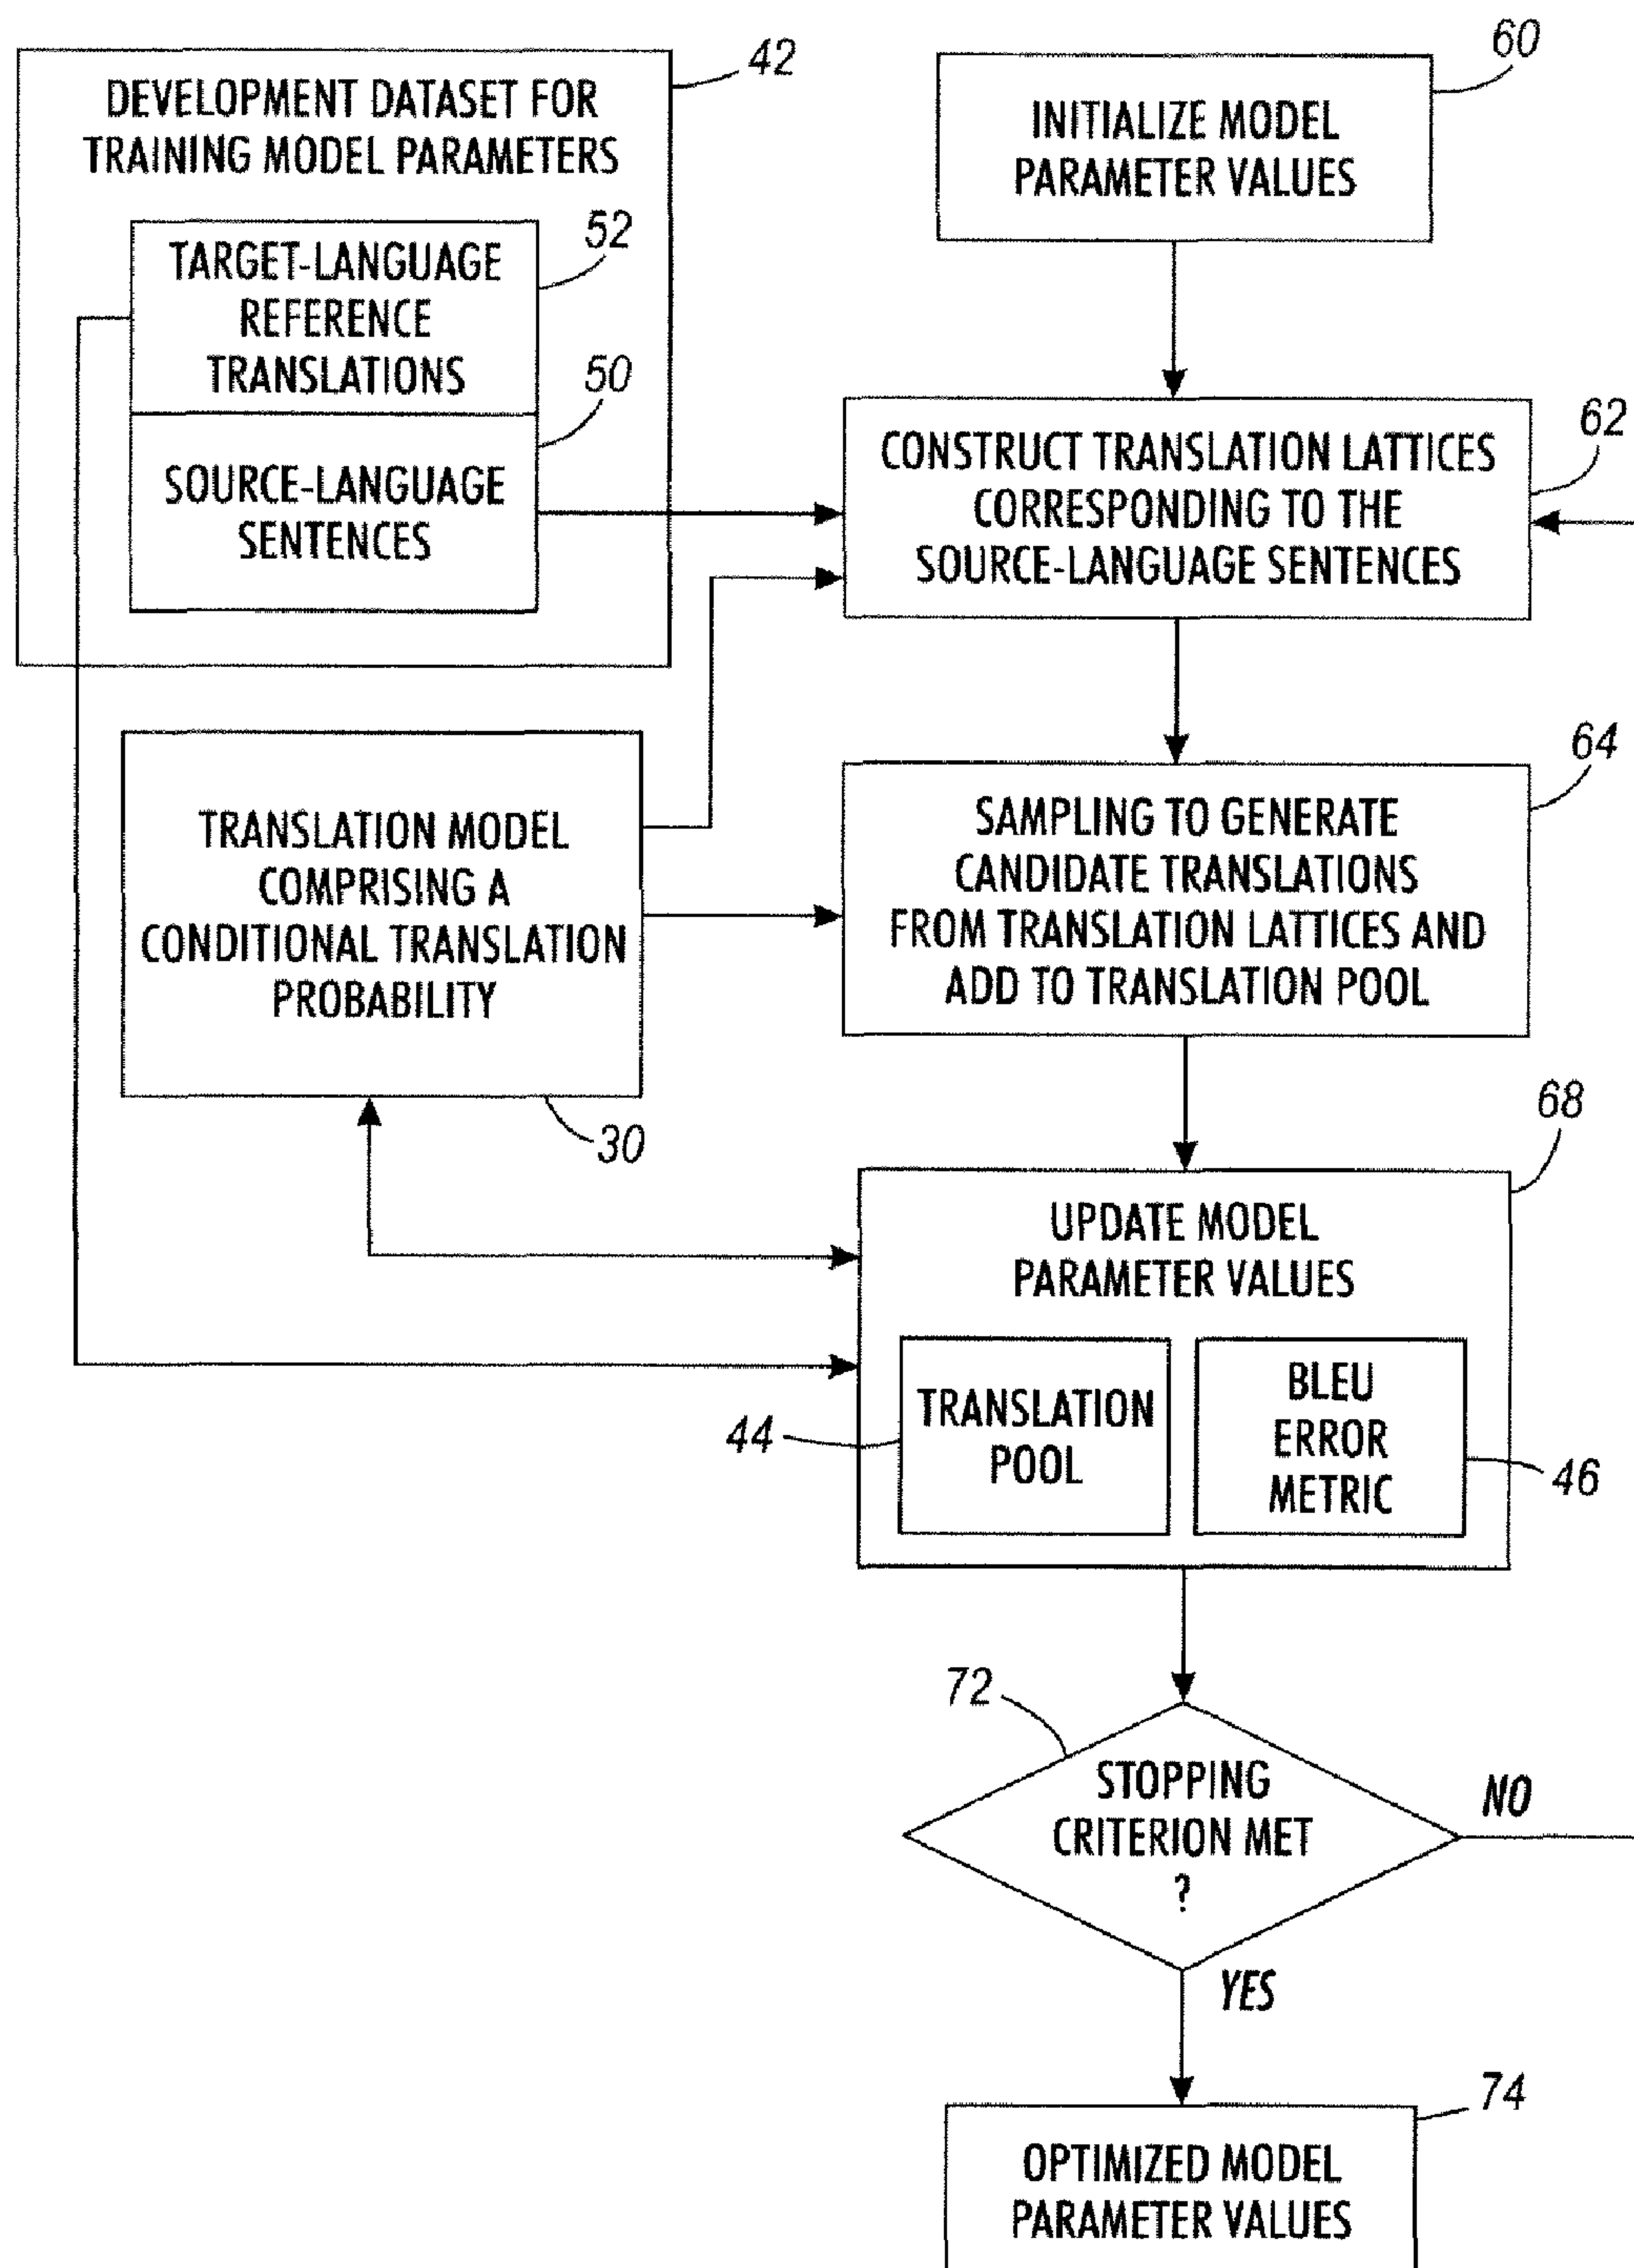 42
DEVELOPMENT DATASET FOR
TRAINING MODEL PARAMETERS
52
TARGET-LANGUAGE
REFERENCE
TRANSLATIONS
50
SOURCE-LANGUAGE
SENTENCES
60
INITIALIZE MODEL
PARAMETER VALUES
62
CONSTRUCT TRANSLATION LATTICES
CORRESPONDING TO THE
SOURCE-LANGUAGE SENTENCES
TRANSLATION MODEL
COMPRISING A
CONDITIONAL TRANSLATION
PROBABILITY
30
64
SAMPLING TO GENERATE
CANDIDATE TRANSLATIONS
FROM TRANSLATION LATTICES AND
ADD TO TRANSLATION POOL
68
UPDATE MODEL
PARAMETER VALUES
44
TRANSLATION
POOL
BLEU
ERROR
METRIC
46
72
STOPPING
CRITERION MET
?
NO
YES
74
OPTIMIZED MODEL
PARAMETER VALUES